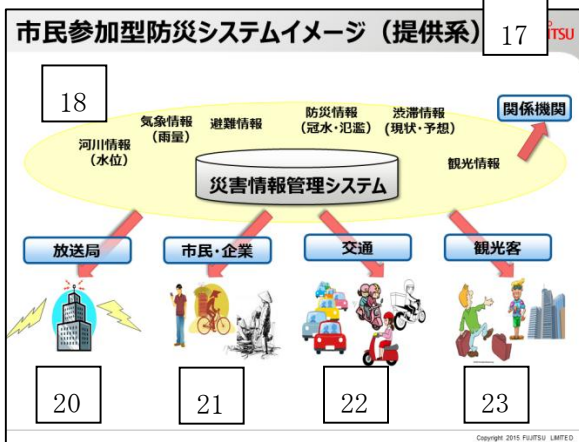 市民参加型防災システムイメージ（提供系）
17
18
気象情報
（雨量）
避難情報
防災情報
（冠水･氾濫）
渋滞情報
（現状･予想）
関係機関
河川情報
（水位）
観光情報
災害情報管理システム
放送局
市民･企業
交通
観光客
20
21
22
23
Copyright 2015 FUJITSU LIMITED